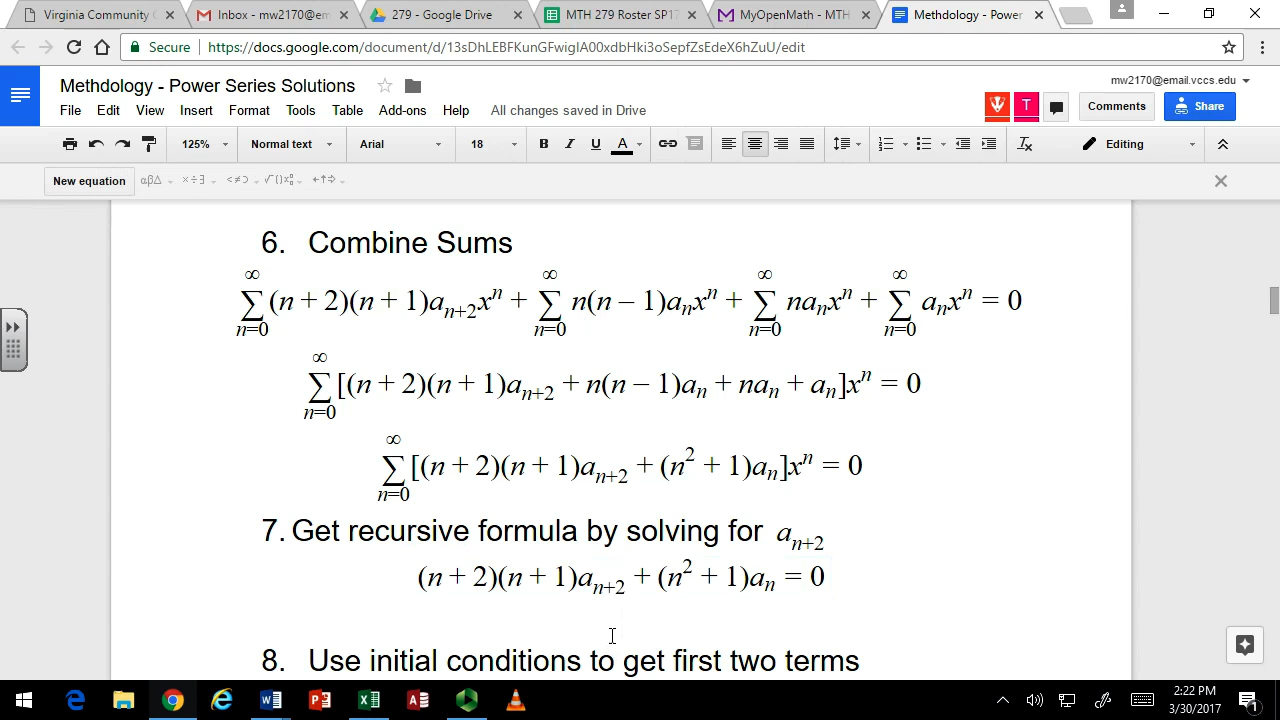 Virginia Community C
Inbox - mw2170@em
279 - Google Drive
MTH 279 Roster SP17
MyOpenMath - MTH
Methdology - Power
Secure | https://docs.google.com/document/d/13sDhLEBFKunGFwigIA00xdbHki3oSepfZsEdeX6hZuU/edit
Methdology - Power Series Solutions
mw2170@email.vccs.edu
File Edit View Insert Format Tools Table Add-ons Help All changes saved in Drive
T Comments Share
125% Normal text Arial 18 B I U A Editing
New equation αβΔ ×÷∃ <≠⊃
6. Combine Sums
∑_{n=0}^{∞} (n + 2)(n + 1)a_{n+2}x^n + ∑_{n=0}^{∞} n(n − 1)a_n x^n + ∑_{n=0}^{∞} na_n x^n + ∑_{n=0}^{∞} a_n x^n = 0
∑_{n=0}^{∞} [(n + 2)(n + 1)a_{n+2} + n(n − 1)a_n + na_n + a_n]x^n = 0
∑_{n=0}^{∞} [(n + 2)(n + 1)a_{n+2} + (n^2 + 1)a_n]x^n = 0
7. Get recursive formula by solving for a_{n+2}
(n + 2)(n + 1)a_{n+2} + (n^2 + 1)a_n = 0
8. Use initial conditions to get first two terms
2:22 PM
3/30/2017
1